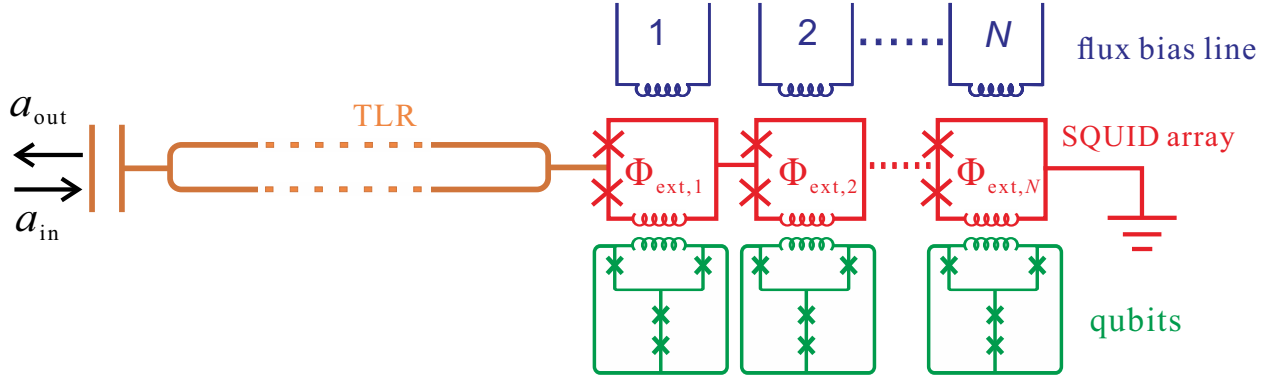 1 2 N
flux bias line
a_out
TLR
SQUID array
Φ_ext,1 Φ_ext,2 Φ_ext,N
a_in
qubits